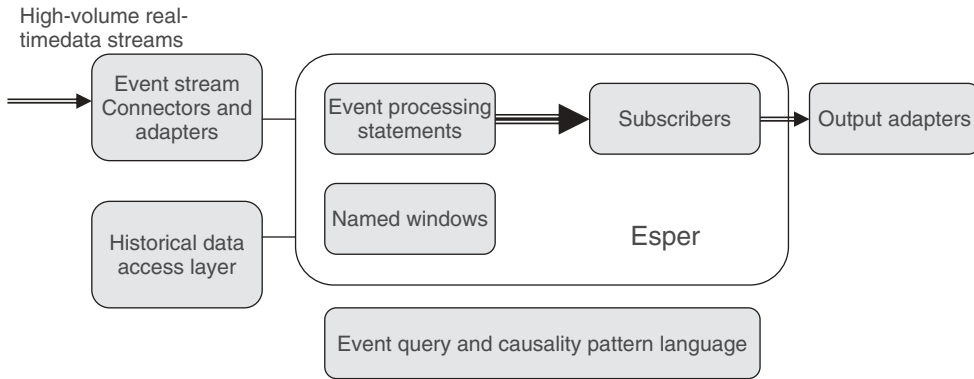 High-volume real-
timedata streams
Event stream
Connectors and
adapters
Event processing
statements
Subscribers
Output adapters
Named windows
Esper
Historical data
access layer
Event query and causality pattern language